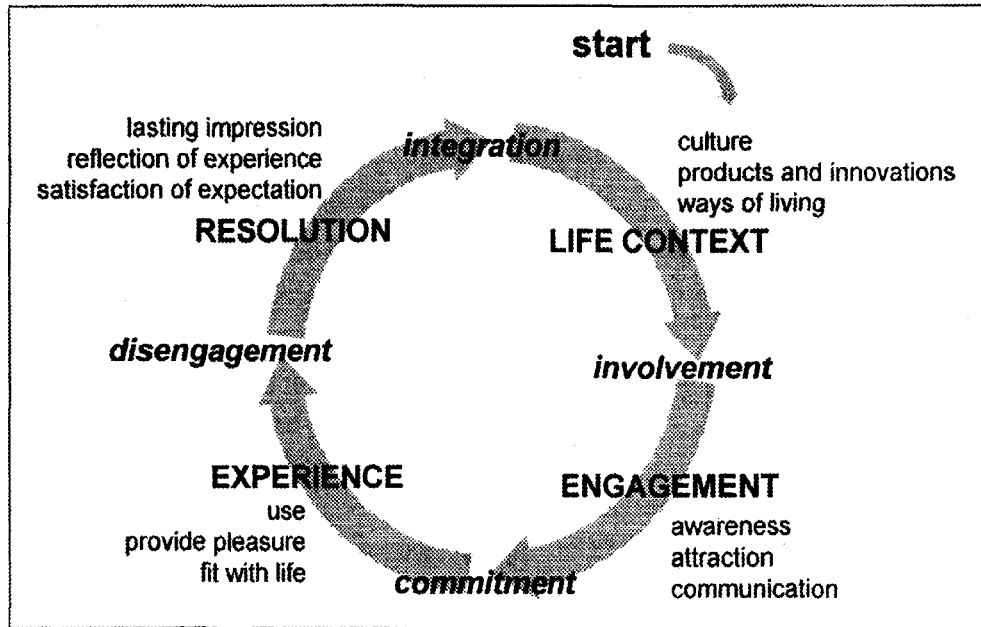 start
culture
products and innovations
ways of living
LIFE CONTEXT
involvement
ENGAGEMENT
awareness
attraction
communication
commitment
EXPERIENCE
use
provide pleasure
fit with life
disengagement
lasting impression
reflection of experience
satisfaction of expectation
RESOLUTION
integration